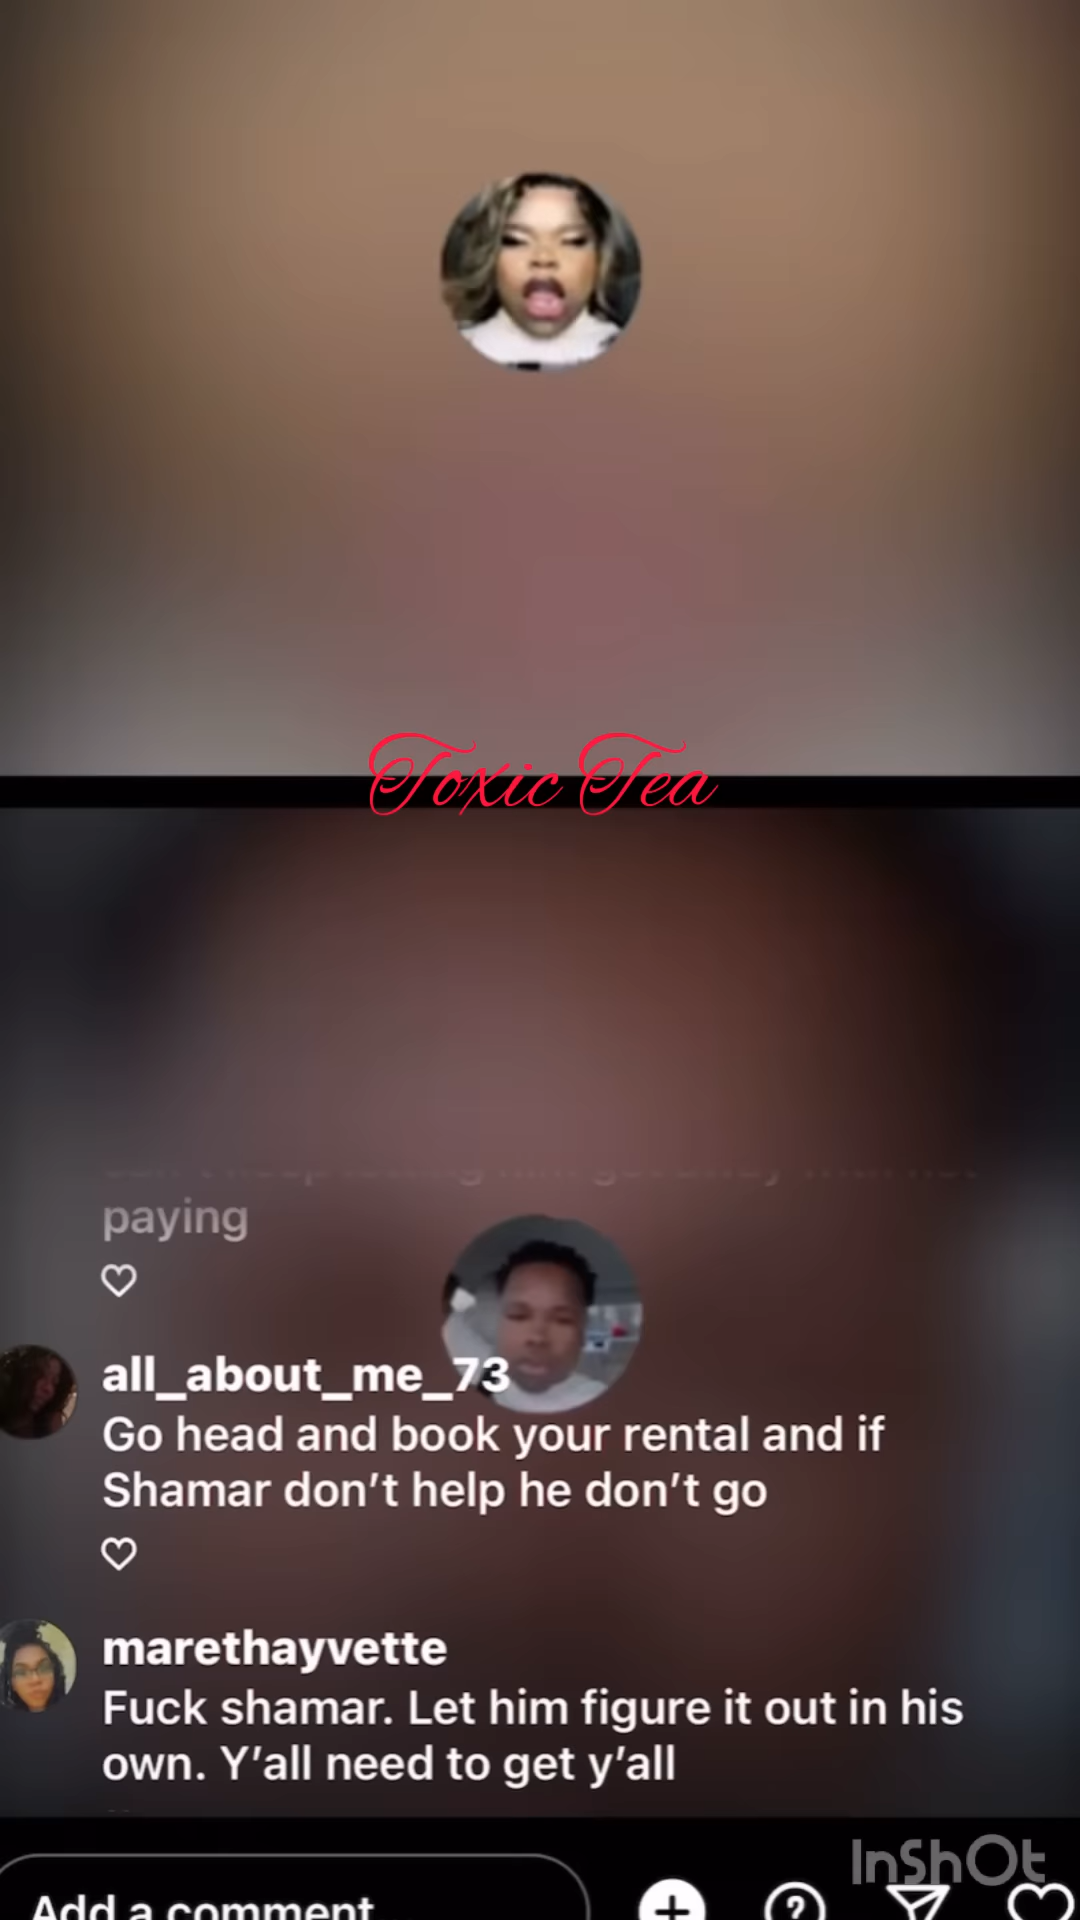 Toxic Tea
paying
all_about_me_73
Go head and book your rental and if
Shamar don’t help he don’t go
marethayvette
Fuck shamar. Let him figure it out in his
own. Y’all need to get y’all
InShOt
Add a comment...